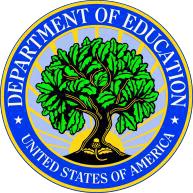 DEPARTMENT OF EDUCATION
UNITED STATES OF AMERICA